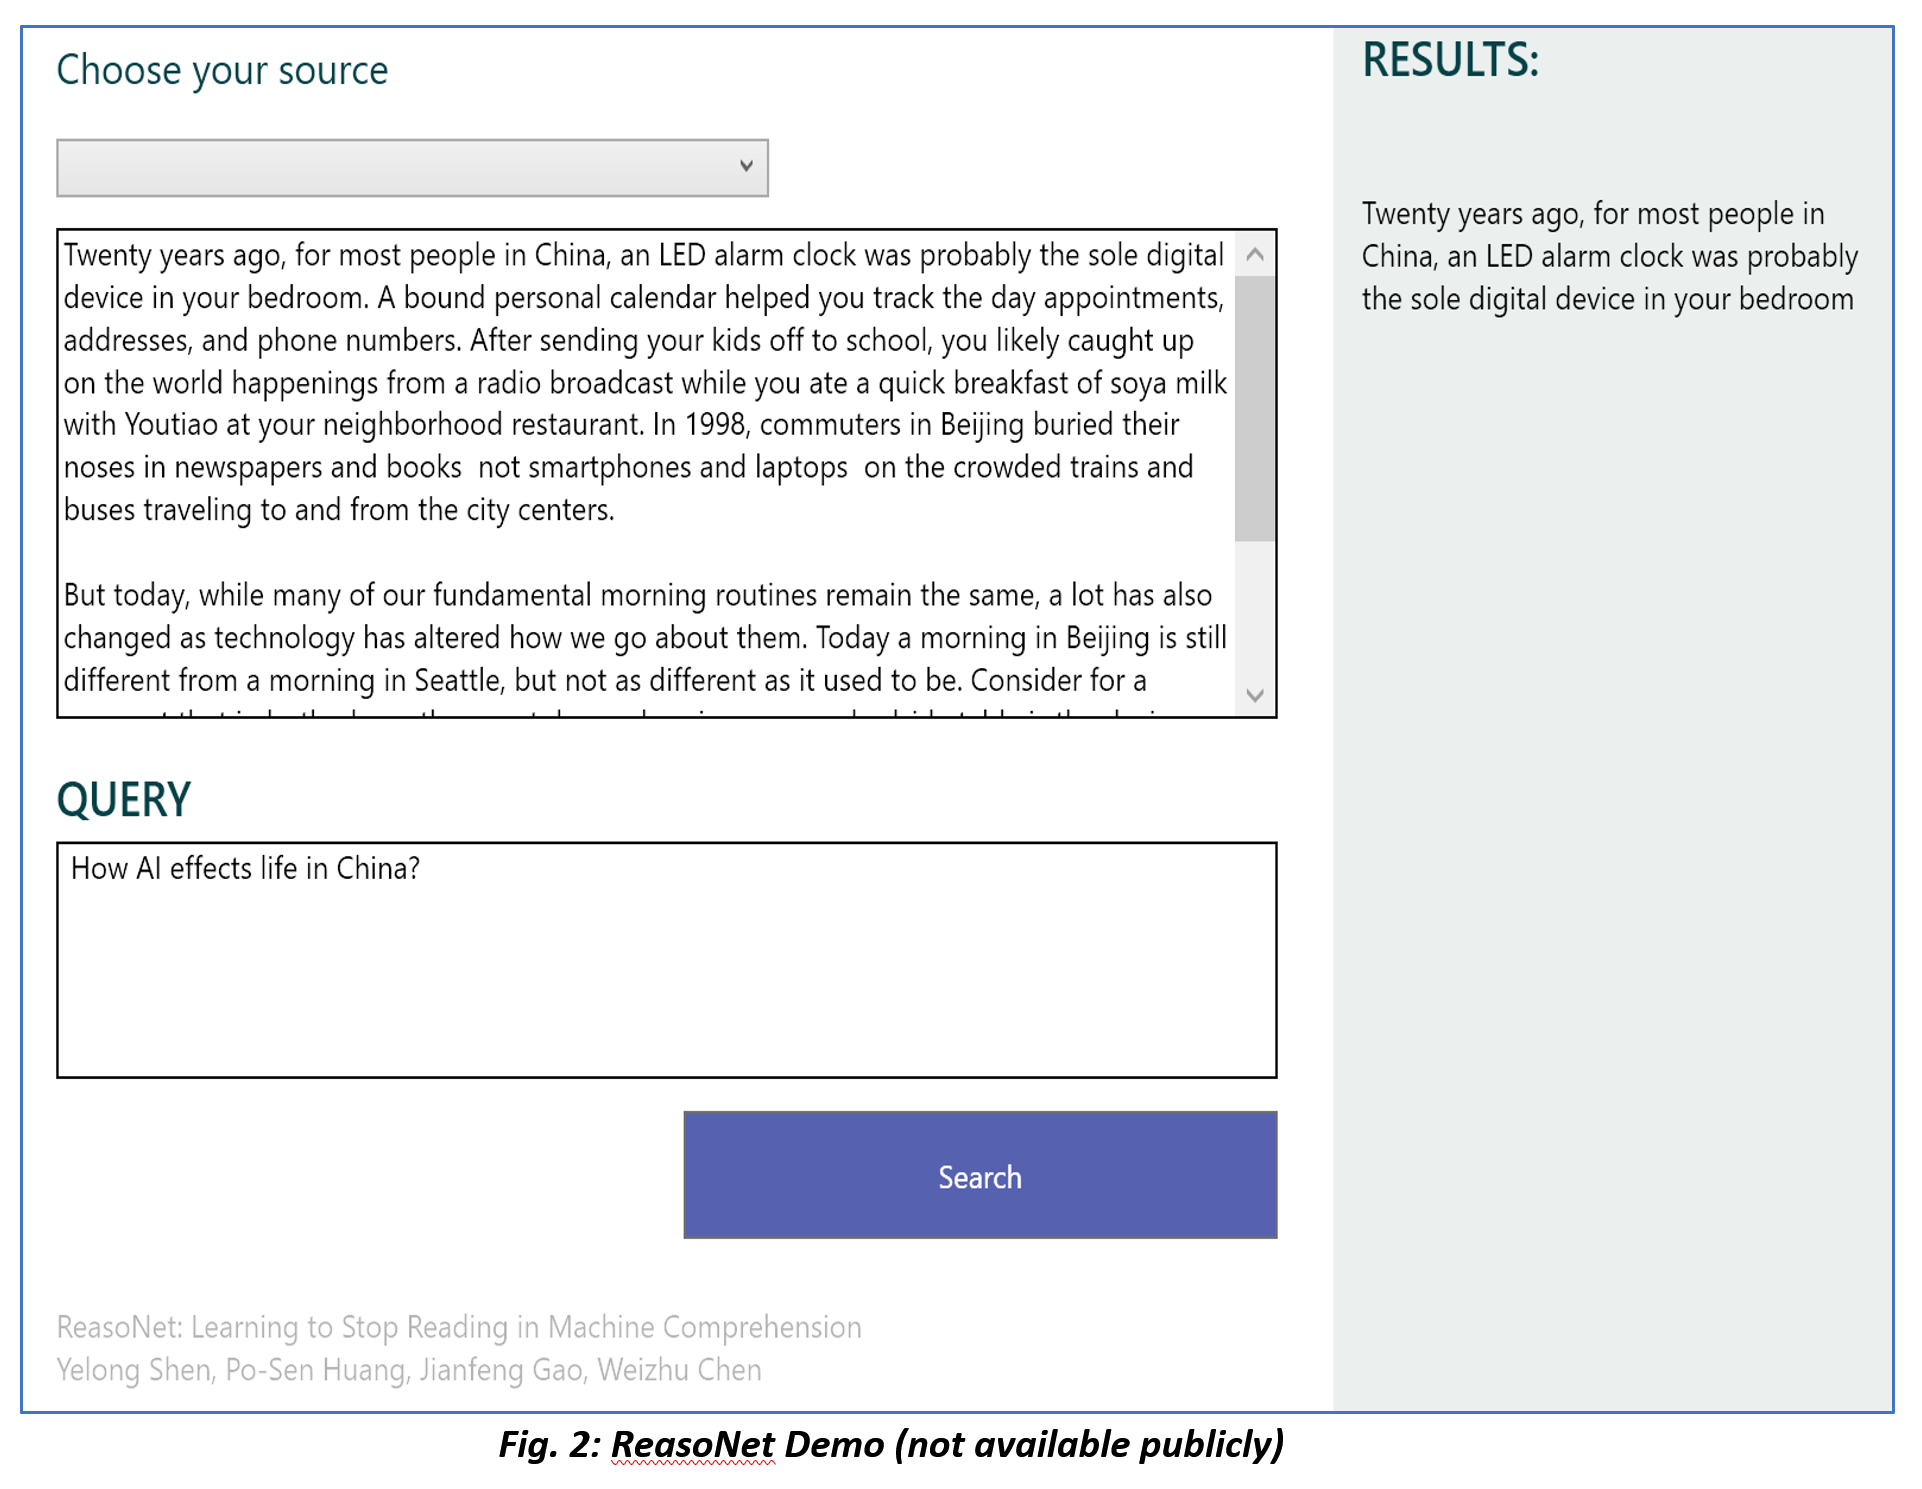 Choose your source
Twenty years ago, for most people in China, an LED alarm clock was probably the sole digital
device in your bedroom. A bound personal calendar helped you track the day appointments,
addresses, and phone numbers. After sending your kids off to school, you likely caught up
on the world happenings from a radio broadcast while you ate a quick breakfast of soya milk
with Youtiao at your neighborhood restaurant. In 1998, commuters in Beijing buried their
noses in newspapers and books  not smartphones and laptops  on the crowded trains and
buses traveling to and from the city centers.
But today, while many of our fundamental morning routines remain the same, a lot has also
changed as technology has altered how we go about them. Today a morning in Beijing is still
different from a morning in Seattle, but not as different as it used to be. Consider for a
QUERY
How AI effects life in China?
Search
ReasoNet: Learning to Stop Reading in Machine Comprehension
Yelong Shen, Po-Sen Huang, Jianfeng Gao, Weizhu Chen
RESULTS:
Twenty years ago, for most people in
China, an LED alarm clock was probably
the sole digital device in your bedroom
Fig. 2: ReasoNet Demo (not available publicly)